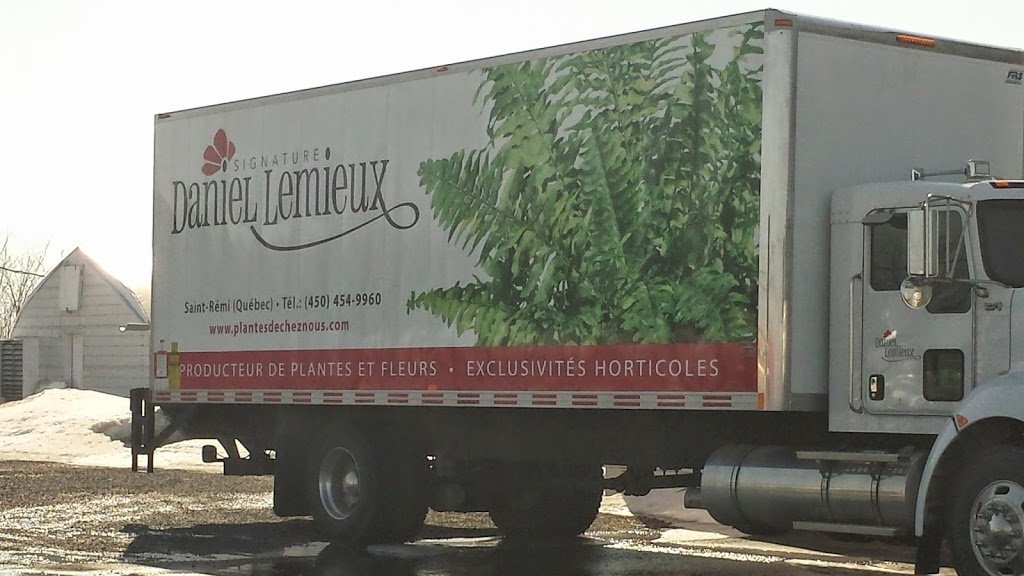 SIGNATURE
Daniel Lemieux
Saint-Rémi (Québec) • Tél.: (450) 454-9960
www.plantesdecheznous.com
PRODUCTEUR DE PLANTES ET FLEURS • EXCLUSIVITÉS HORTICOLES
FRS
Daniel
Lemieux